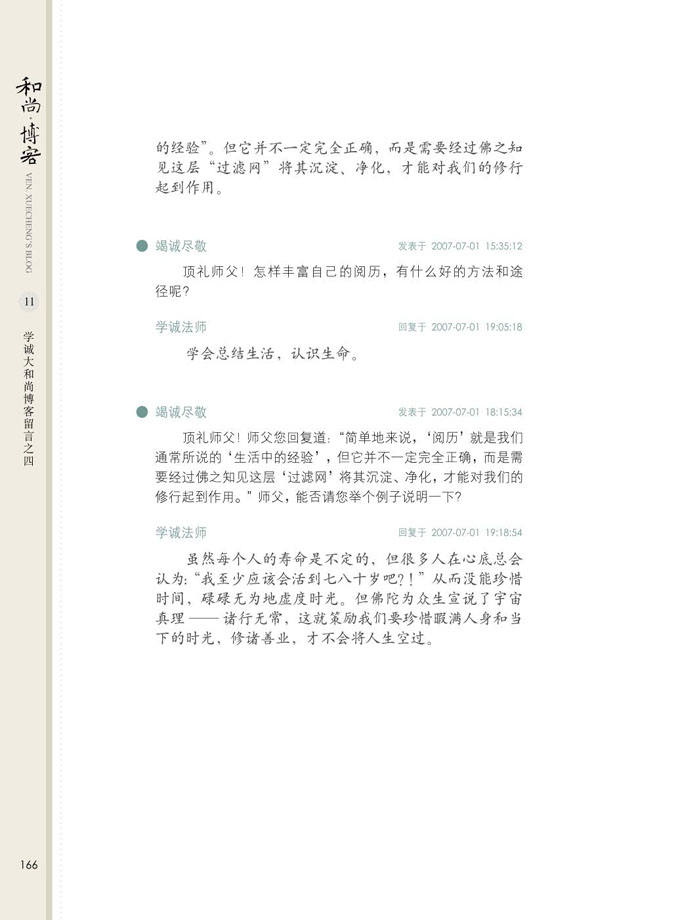 和尚·博客
VEN. XUECHENG'S BLOG
11
学诚大和尚博客留言之四
的经验”。但它并不一定完全正确，而是需要经过佛之知
见这层“过滤网”将其沉淀、净化，才能对我们的修行
起到作用。
竭诚尽敬 发表于 2007-07-01 15:35:12
顶礼师父！怎样丰富自己的阅历，有什么好的方法和途
径呢？
学诚法师 回复于 2007-07-01 19:05:18
学会总结生活，认识生命。
竭诚尽敬 发表于 2007-07-01 18:15:34
顶礼师父！师父您回复道：“简单地来说，‘阅历’就是我们
通常所说的‘生活中的经验’，但它并不一定完全正确，而是需
要经过佛之知见这层‘过滤网’将其沉淀、净化，才能对我们的
修行起到作用。”师父，能否请您举个例子说明一下？
学诚法师 回复于 2007-07-01 19:18:54
虽然每个人的寿命是不定的，但很多人在心底总会
认为：“我至少应该会活到七八十岁吧？！”从而没能珍惜
时间，碌碌无为地虚度时光。但佛陀为众生宣说了宇宙
真理——诸行无常，这就策励我们要珍惜暇满人身和当
下的时光，修诸善业，才不会将人生空过。
166